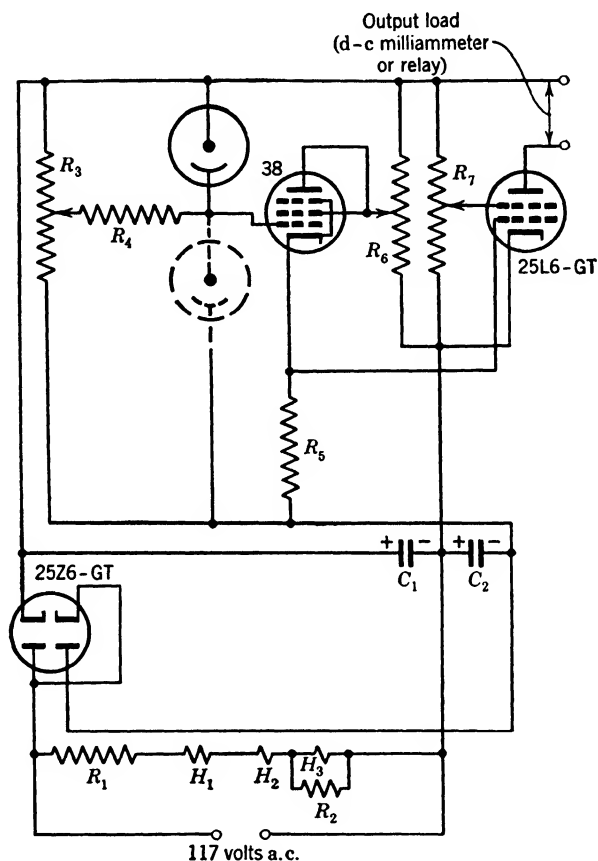 Output load
(d-c milliammeter
or relay)
R3
38
R7
R4
R6
25L6-GT
R5
+ - + -
25Z6-GT
C1 C2
R1 H1 H2 H3
R2
117 volts a.c.